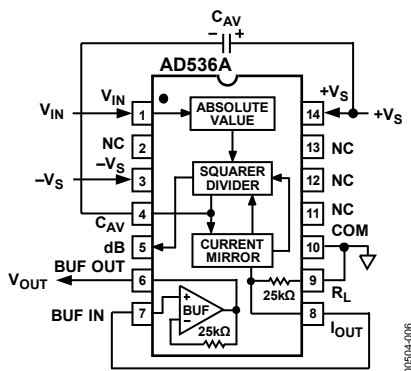 C_AV
– +
AD536A
V_IN
V_IN
1
ABSOLUTE
VALUE
14
+V_S
+V_S
NC
2
13
NC
–V_S
–V_S
3
SQUARER
DIVIDER
12
NC
C_AV
4
11
NC
dB
5
CURRENT
MIRROR
10
COM
BUF OUT
V_OUT
6
25kΩ
9
R_L
BUF IN
7
+
–
BUF
25kΩ
8
I_OUT
00504-006